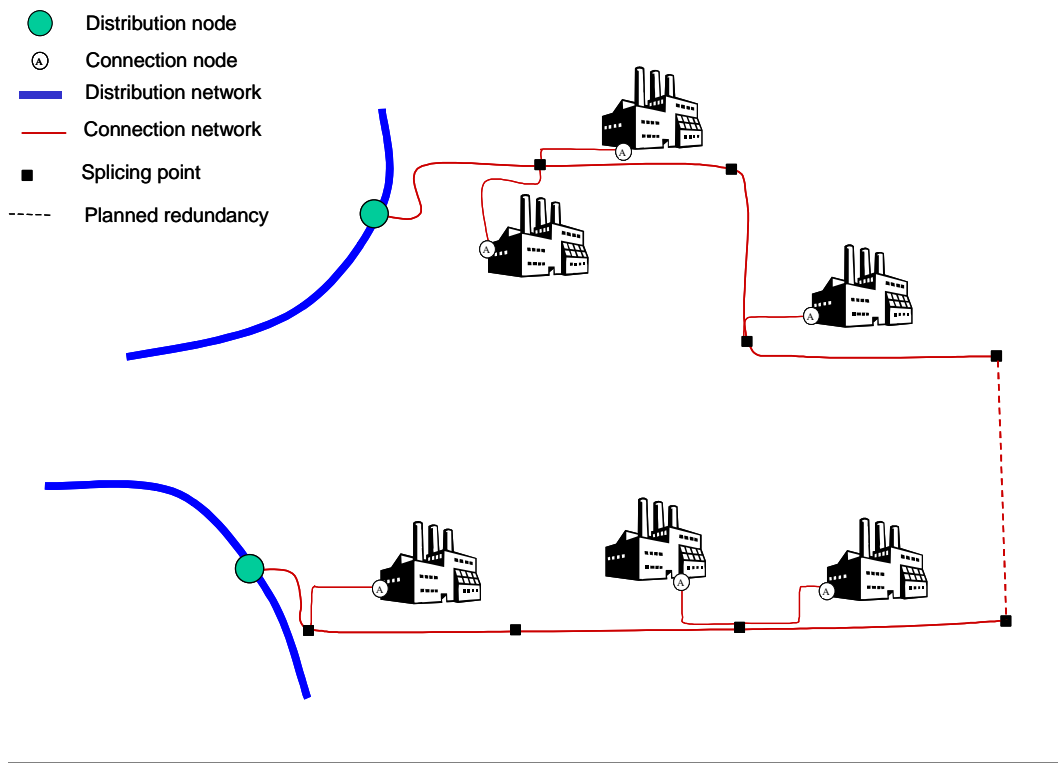 Distribution node
A
Connection node
Distribution network
Connection network
Splicing point
Planned redundancy
A
A
A
A
A
A